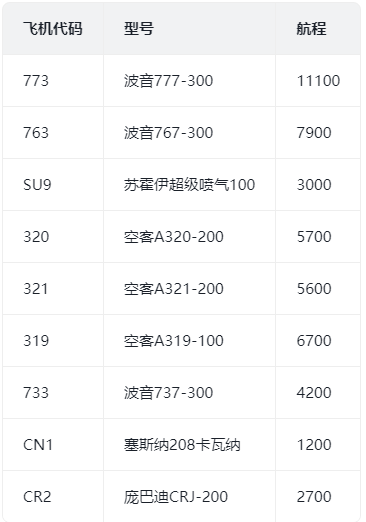 飞机代码 型号 航程
773 波音777-300 11100
763 波音767-300 7900
SU9 苏霍伊超级喷气100 3000
320 空客A320-200 5700
321 空客A321-200 5600
319 空客A319-100 6700
733 波音737-300 4200
CN1 塞斯纳208卡瓦纳 1200
CR2 庞巴迪CRJ-200 2700